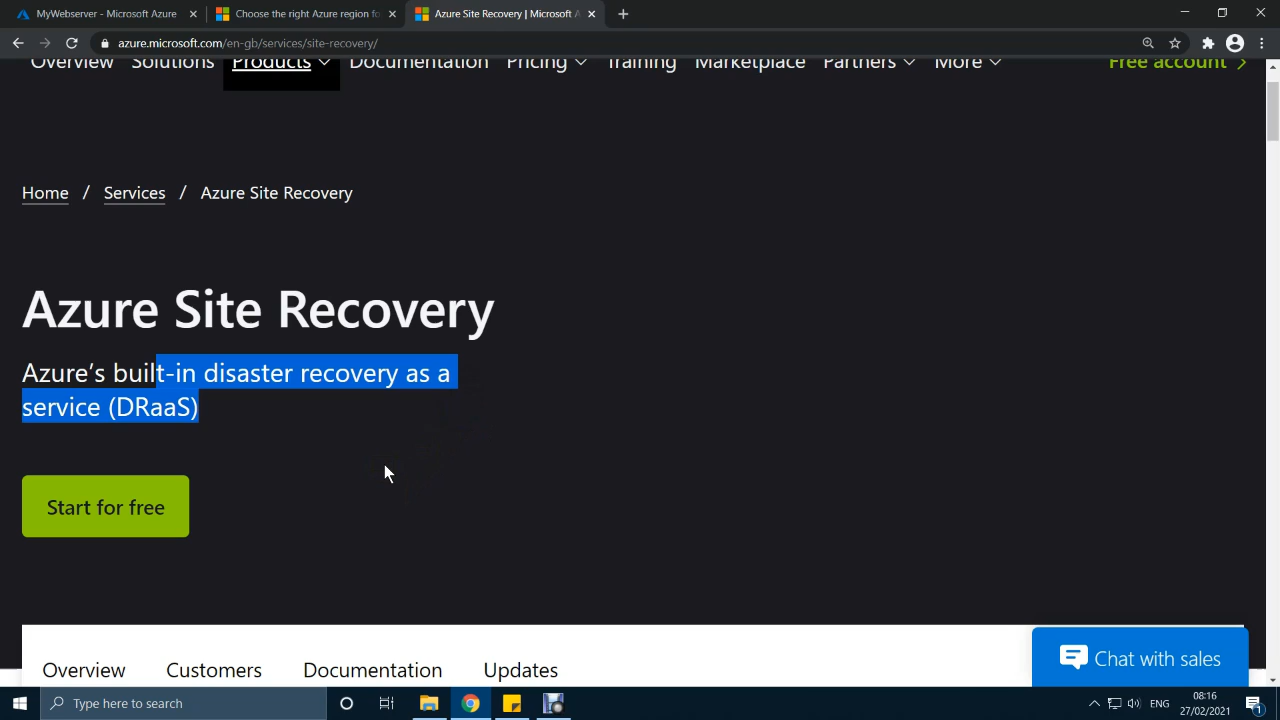 MyWebserver - Microsoft Azure
Choose the right Azure region fo
Azure Site Recovery | Microsoft A
azure.microsoft.com/en-gb/services/site-recovery/
Overview Solutions Products Documentation Pricing Training Marketplace Partners More Free account
Home / Services / Azure Site Recovery
Azure Site Recovery
Azure's built-in disaster recovery as a
service (DRaaS)
Start for free
Overview Customers Documentation Updates
Chat with sales
Type here to search
ENG
08:16
27/02/2021
1